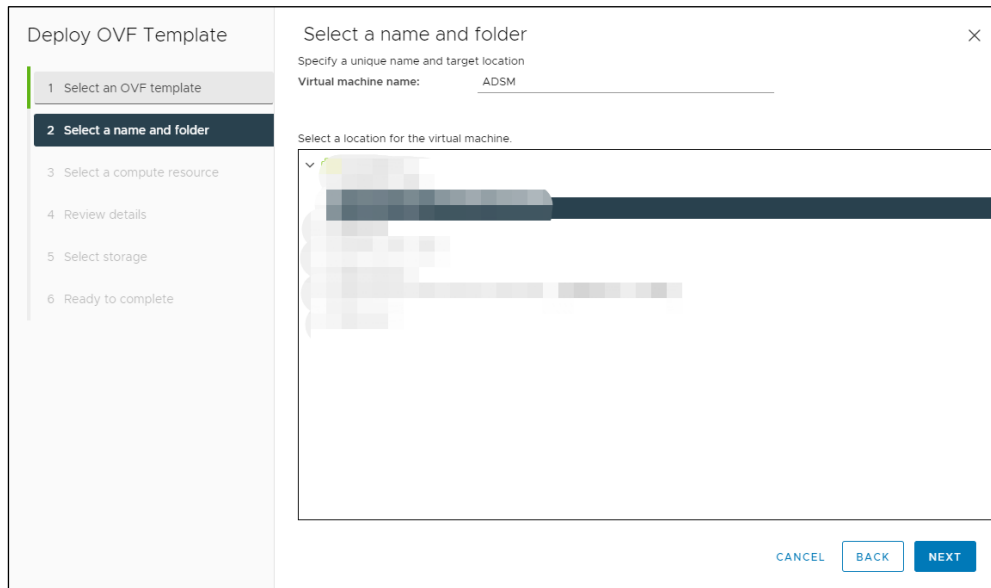 Deploy OVF Template
1 Select an OVF template
2 Select a name and folder
3 Select a compute resource
4 Review details
5 Select storage
6 Ready to complete
Select a name and folder
Specify a unique name and target location
Virtual machine name: ADSM
Select a location for the virtual machine.
CANCEL BACK NEXT